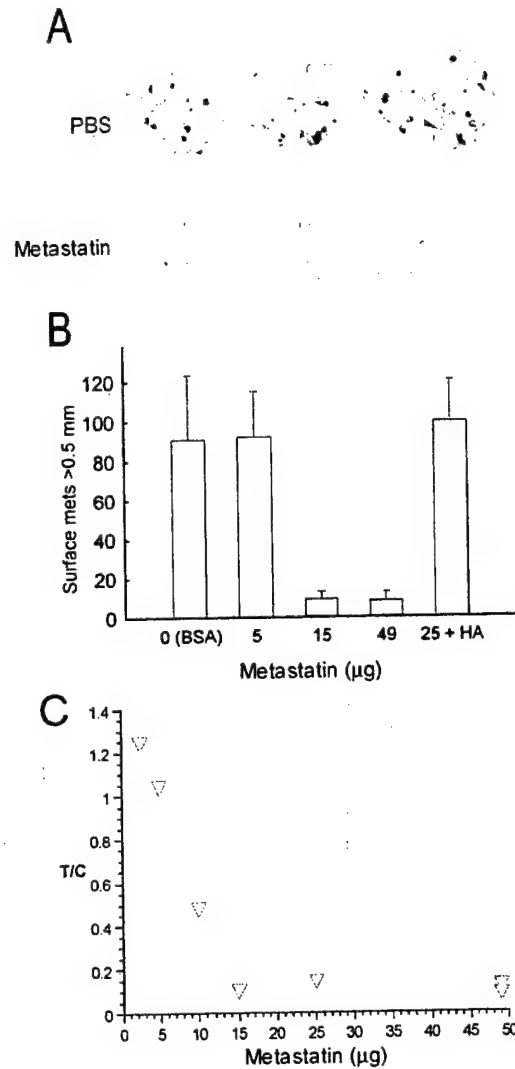 A
PBS
Metastatin
B
Surface mets >0.5 mm
120
100
80
60
40
20
0
0 (BSA) 5 15 49 25 + HA
Metastatin (μg)
C
T/C
1.4
1.2
1
0.8
0.6
0.4
0.2
0
0 5 10 15 20 25 30 35 40 45 50
Metastatin (μg)